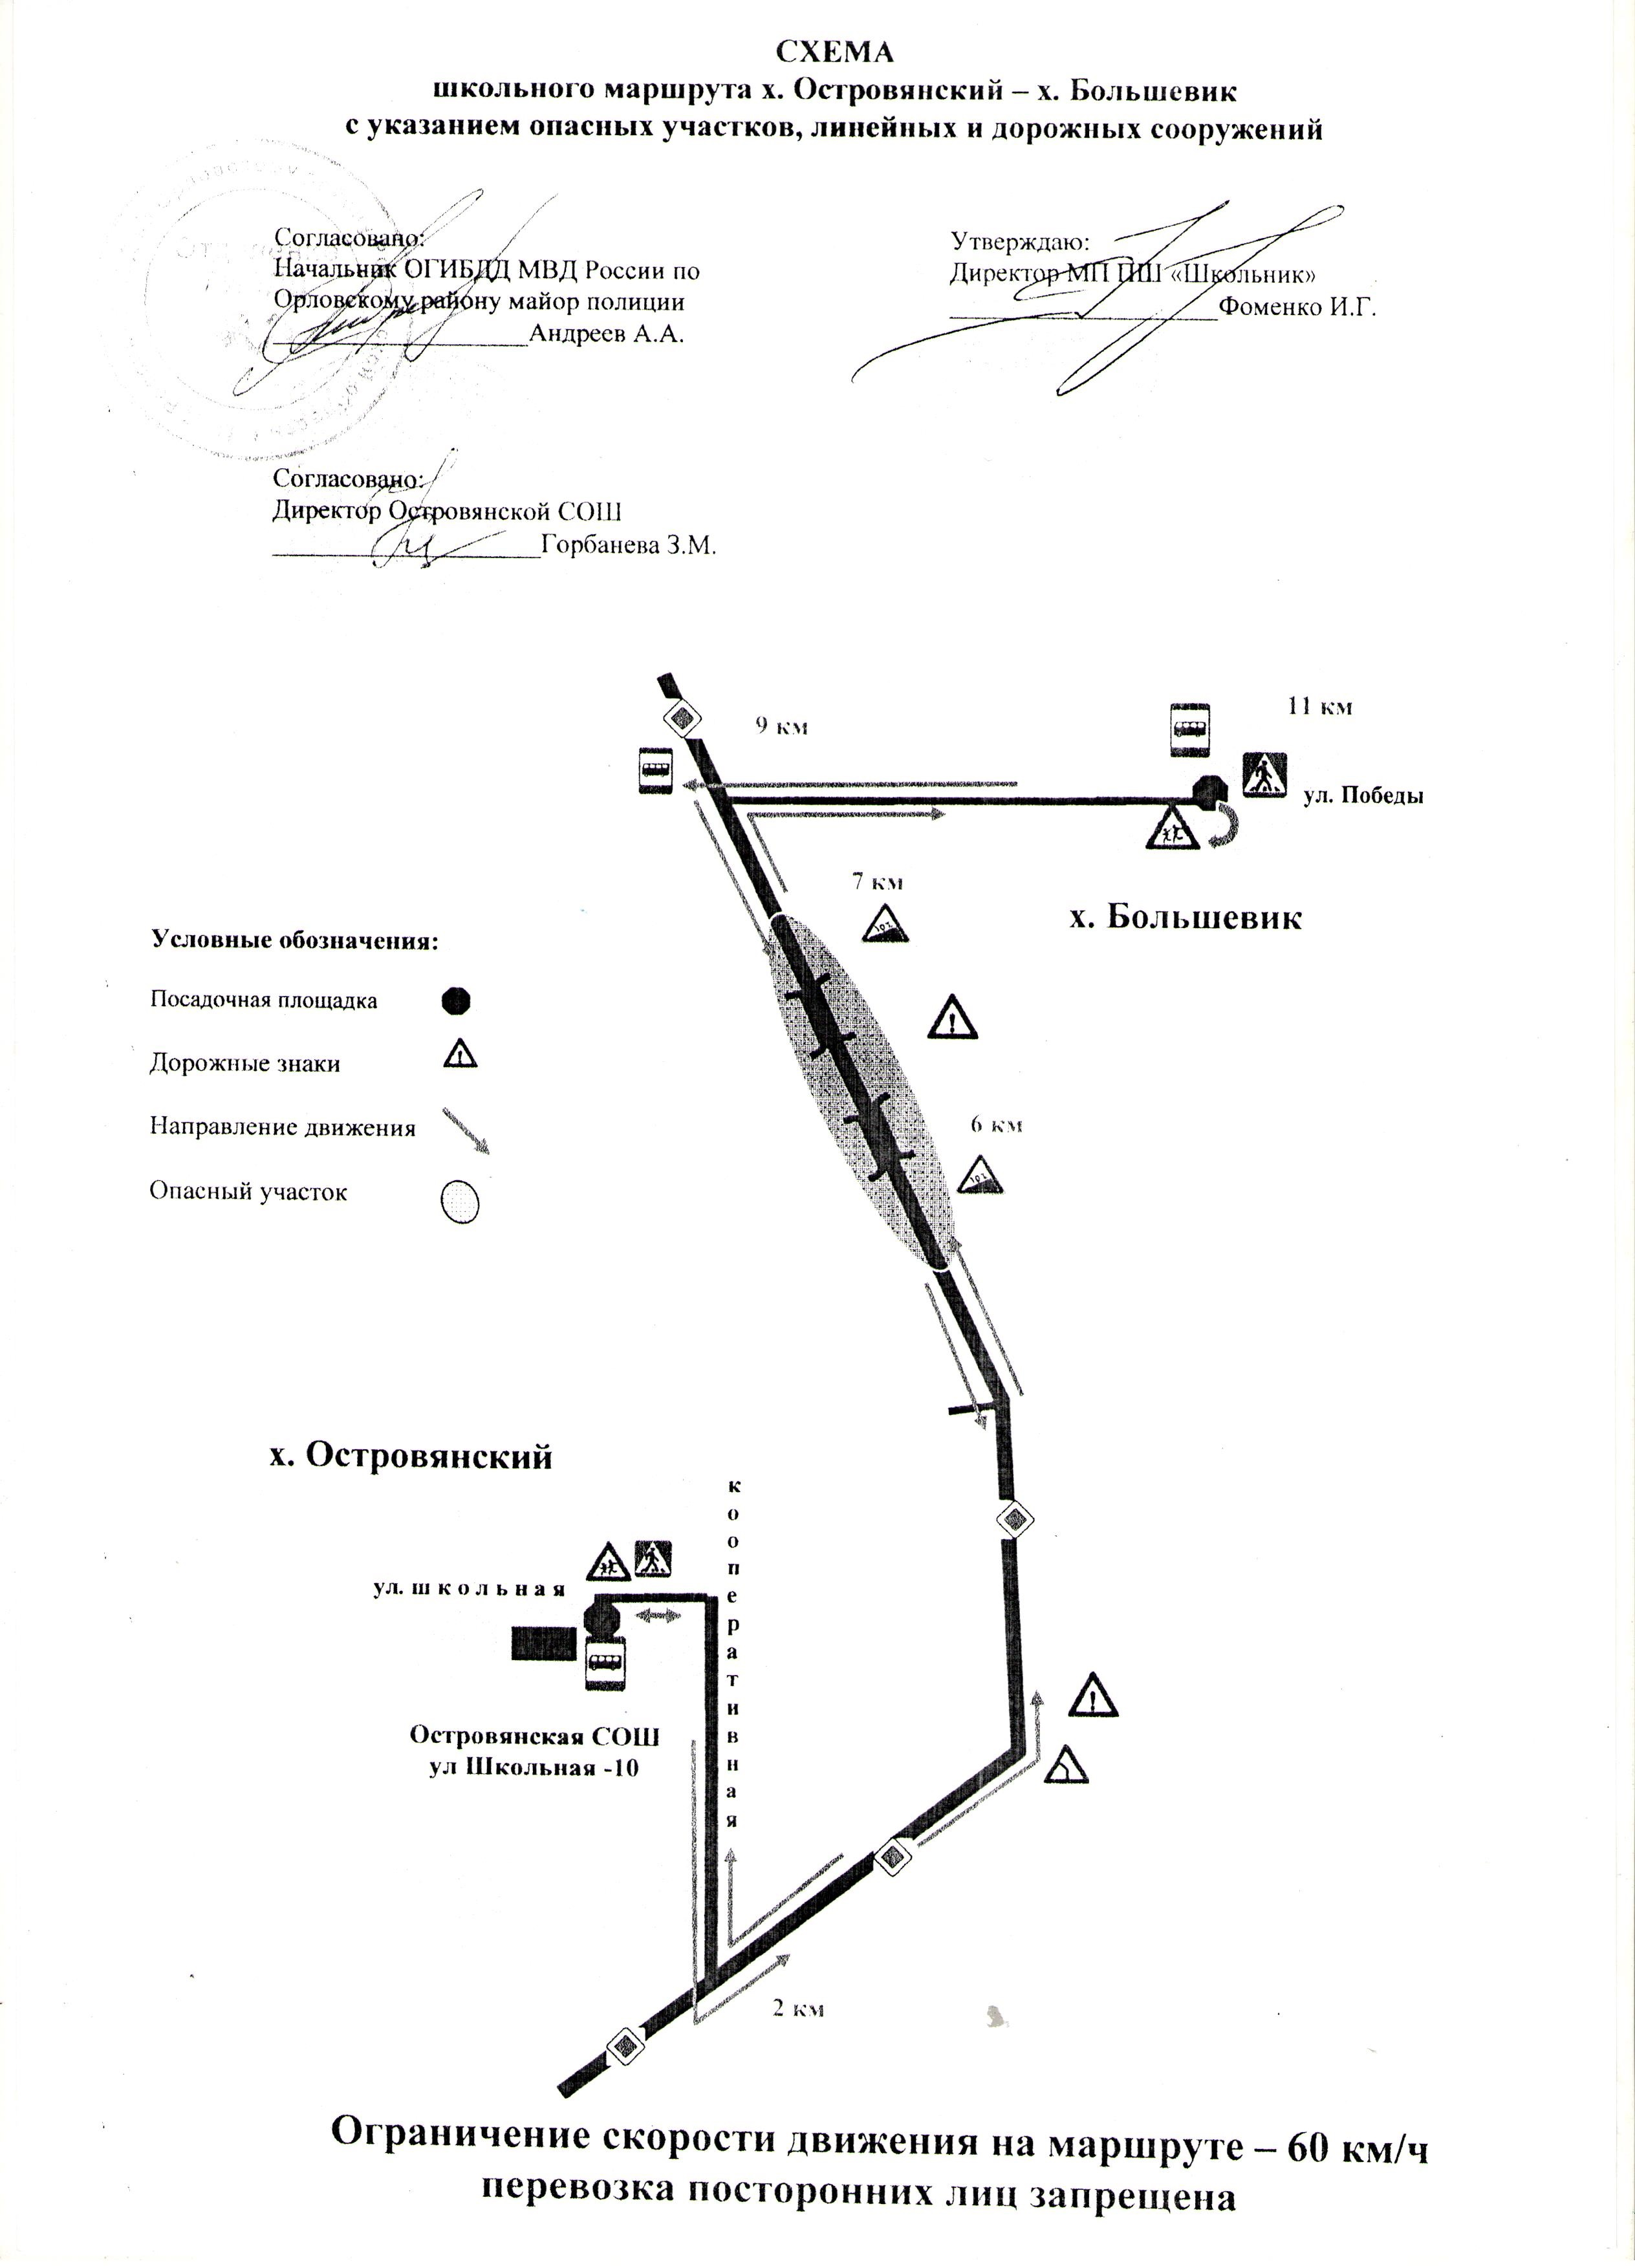 СХЕМА
школьного маршрута х. Островянский – х. Большевик
с указанием опасных участков, линейных и дорожных сооружений
Согласовано:
Начальник ОГИБДД МВД России по
Орловскому району майор полиции
Андреев А.А.
Утверждаю:
Директор МП ПШ «Школьник»
Фоменко И.Г.
Согласовано:
Директор Островянской СОШ
Горбанева З.М.
9 км
11 км
ул. Победы
7 км
х. Большевик
Условные обозначения:
Посадочная площадка
Дорожные знаки
Направление движения
Опасный участок
6 км
х. Островянский
кооперативная
ул. ш к о л ь н а я
Островянская СОШ
ул Школьная -10
2 км
Ограничение скорости движения на маршруте – 60 км/ч
перевозка посторонних лиц запрещена